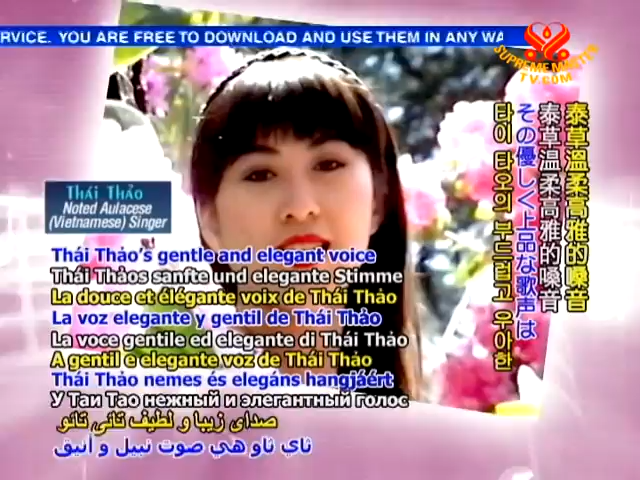 RVICE. YOU ARE FREE TO DOWNLOAD AND USE THEM IN ANY WA
SUPREME MASTER
TV.COM
Thái Thảo
Noted Aulacese
(Vietnamese) Singer
泰草溫柔高雅的嗓音
泰草温柔高雅的嗓音
その優しく上品な歌声は
타이 타오의 부드럽고 우아한
Thái Thảo's gentle and elegant voice
Thái Thảos sanfte und elegante Stimme
La douce et élégante voix de Thái Thảo
La voz elegante y gentil de Thái Thảo
La voce gentile ed elegante di Thái Thảo
A gentil e elegante voz de Thái Thảo
Thái Thảo nemes és elegáns hangjáért
У Таи Тао нежный и элегантный голос
صدای زیبا و لطیف تائی تائو
ثاي ثاو هي صوت نبيل و أنيق